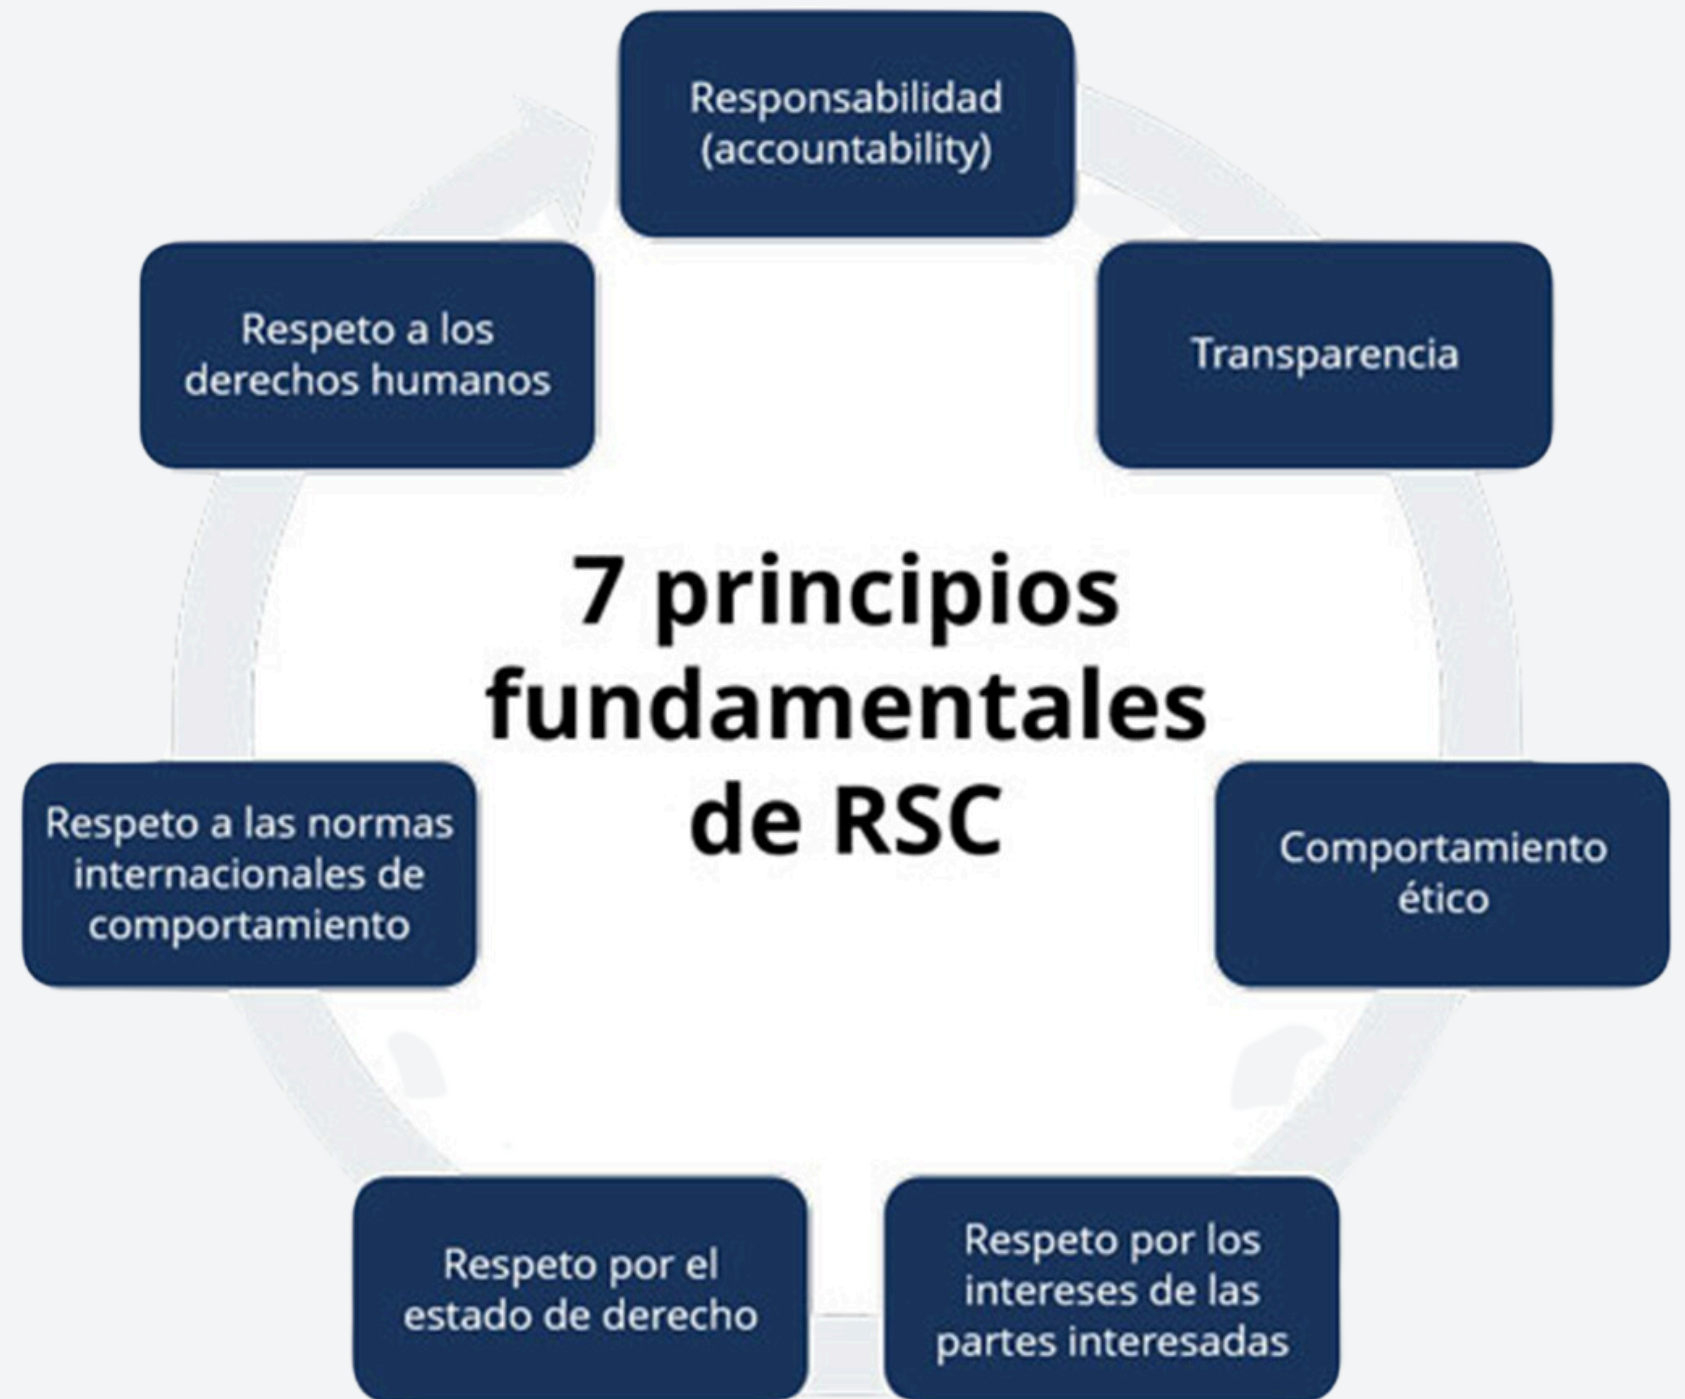 Responsabilidad
(accountability)
Transparencia
Comportamiento
ético
Respeto por los
intereses de las
partes interesadas
Respeto por el
estado de derecho
Respeto a las normas
internacionales de
comportamiento
Respeto a los
derechos humanos
7 principios
fundamentales
de RSC